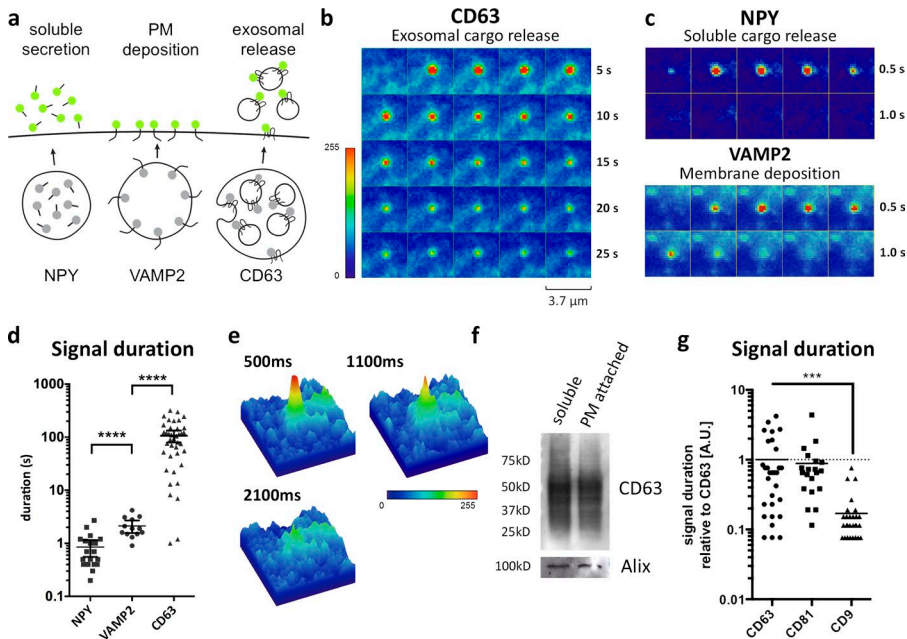 a
soluble
secretion
PM
deposition
exosomal
release
NPY
VAMP2
CD63
b
CD63
Exosomal cargo release
5 s
10 s
15 s
20 s
25 s
255
0
3.7 µm
c
NPY
Soluble cargo release
0.5 s
1.0 s
VAMP2
Membrane deposition
0.5 s
1.0 s
d
Signal duration
****
****
duration (s)
1000
100
10
1
0.1
NPY
VAMP2
CD63
e
500ms
1100ms
2100ms
0
255
f
soluble
PM attached
75kD
50kD
37kD
25kD
CD63
100kD
Alix
g
Signal duration
***
signal duration
relative to CD63 [A.U.]
10
1
0.1
0.01
CD63
CD81
CD9